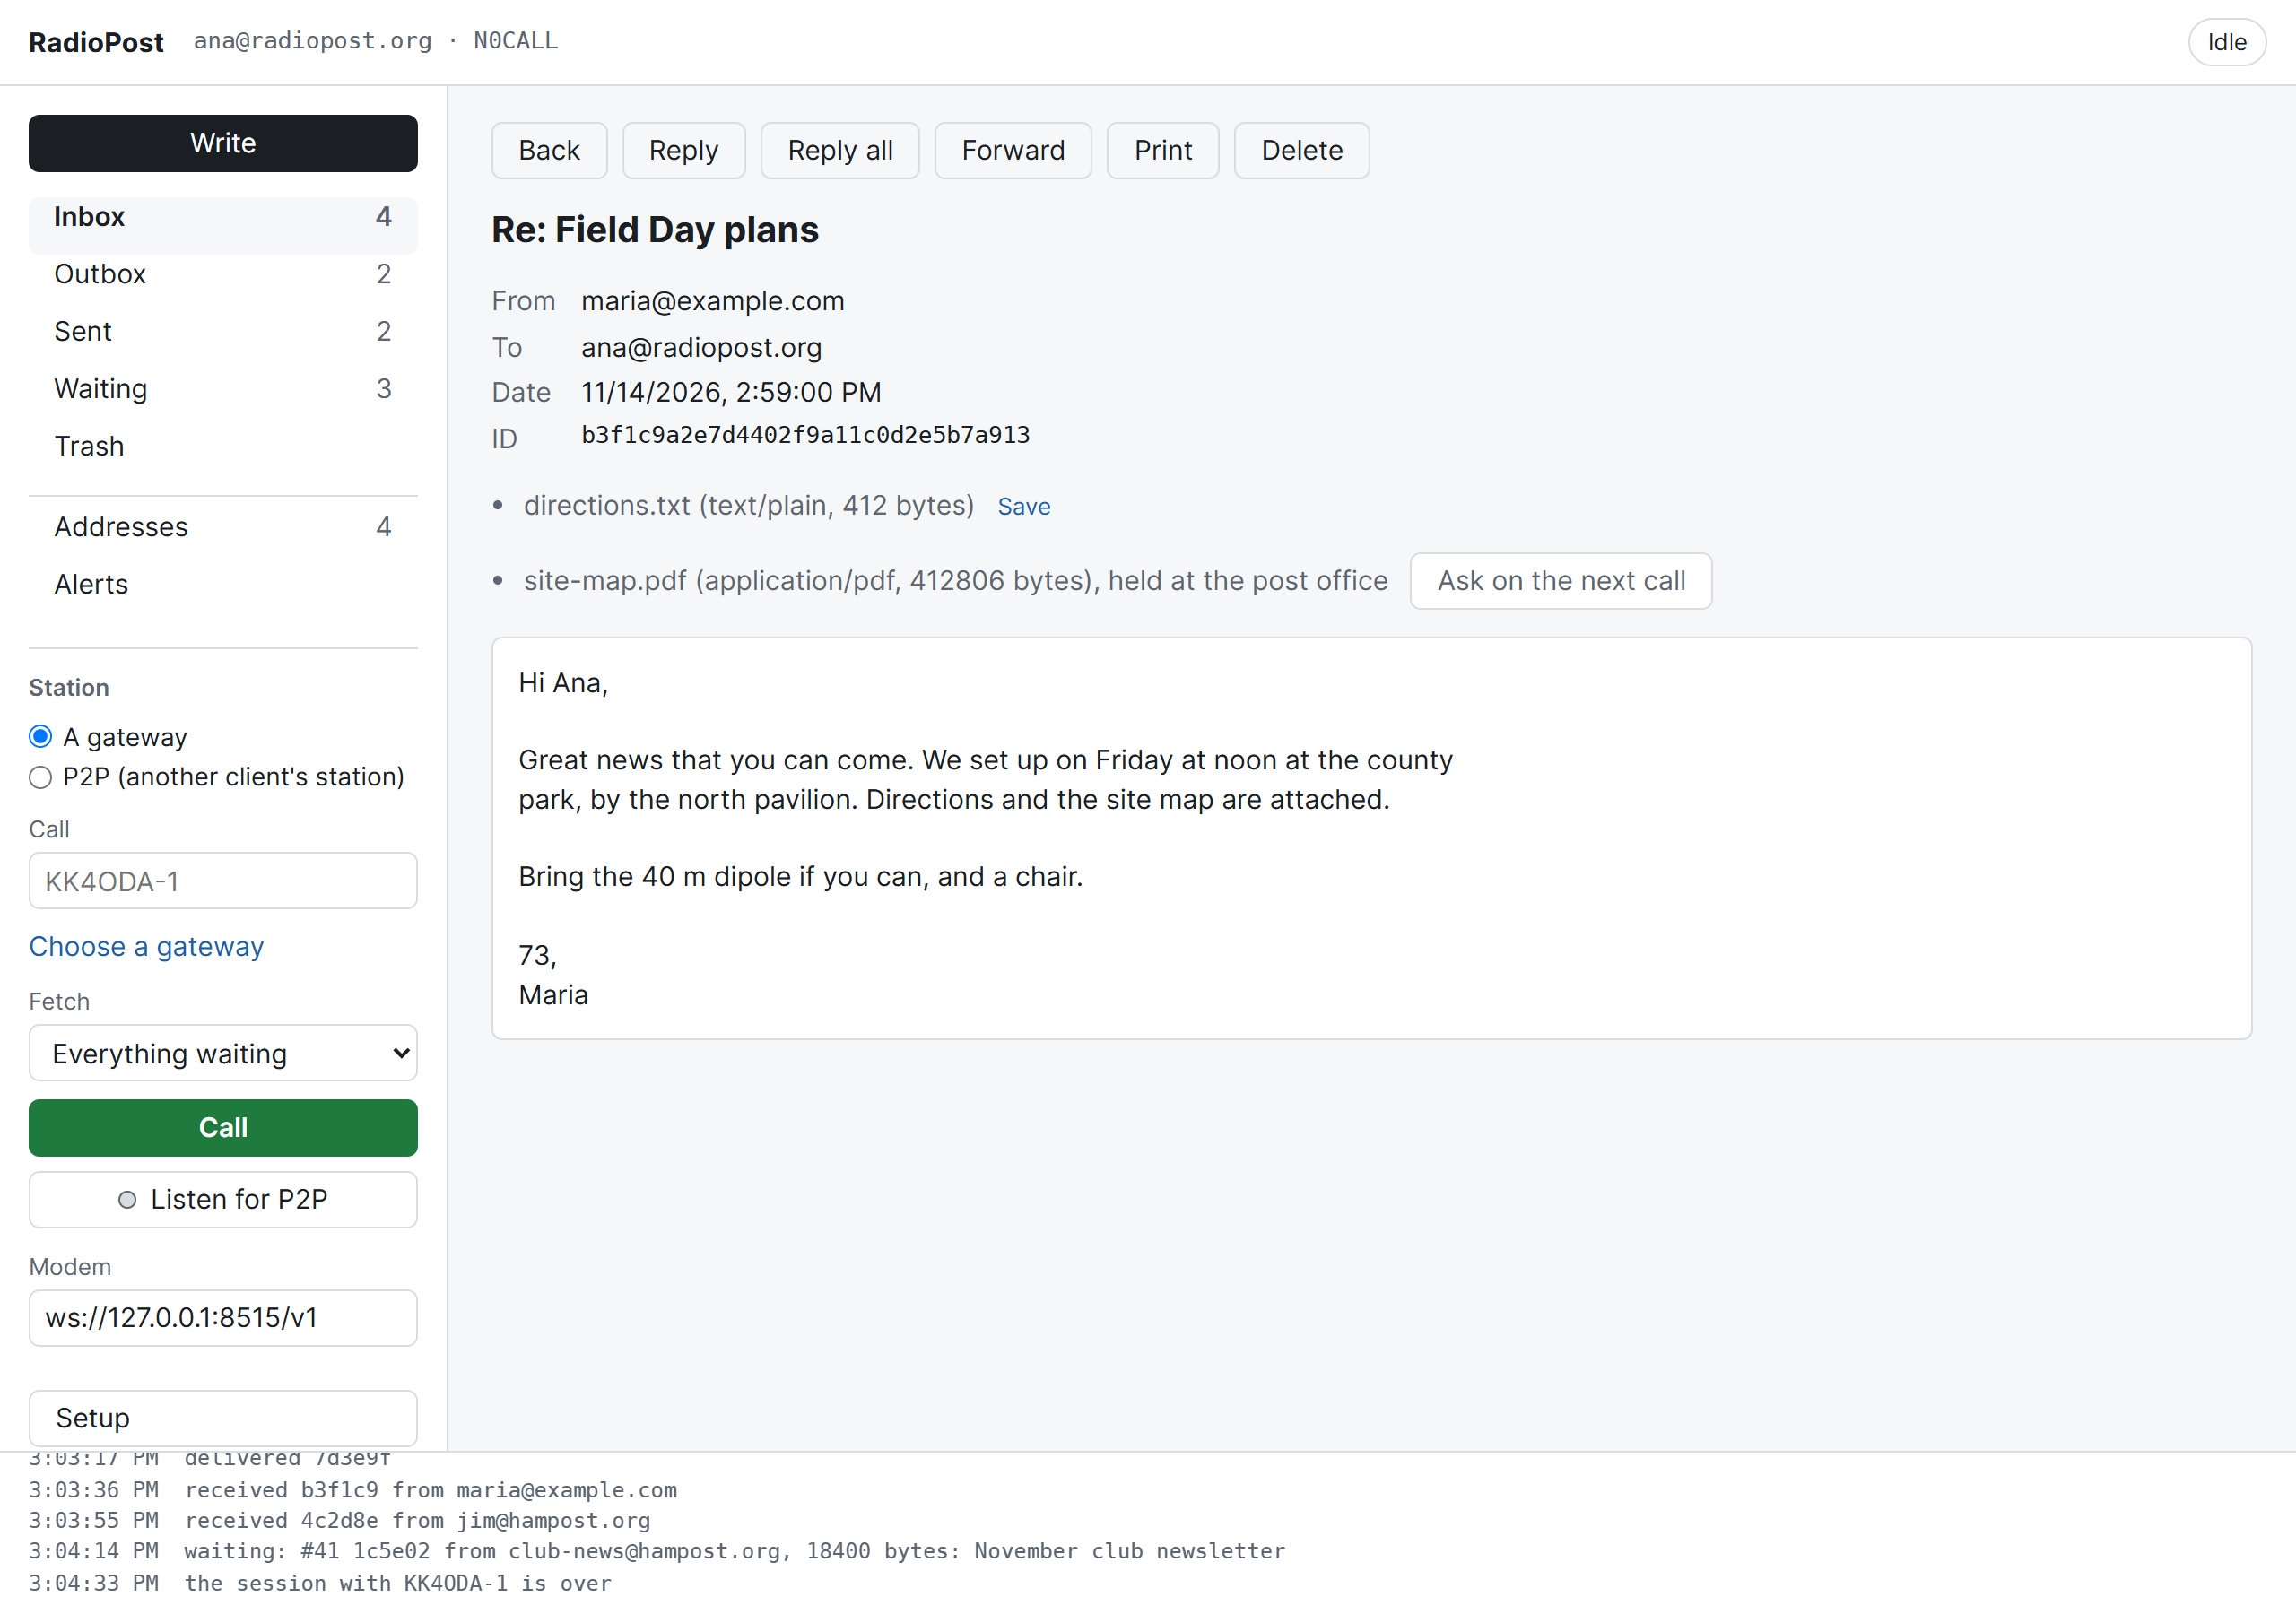 RadioPost ana@radiopost.org · N0CALL Idle
Write
Inbox 4
Outbox 2
Sent 2
Waiting 3
Trash
Addresses 4
Alerts
Station
A gateway
P2P (another client's station)
Call
KK4ODA-1
Choose a gateway
Fetch
Everything waiting
Call
Listen for P2P
Modem
ws://127.0.0.1:8515/v1
Setup
Back Reply Reply all Forward Print Delete
Re: Field Day plans
From maria@example.com
To ana@radiopost.org
Date 11/14/2026, 2:59:00 PM
ID b3f1c9a2e7d4402f9a11c0d2e5b7a913
• directions.txt (text/plain, 412 bytes) Save
• site-map.pdf (application/pdf, 412806 bytes), held at the post office Ask on the next call
Hi Ana,
Great news that you can come. We set up on Friday at noon at the county
park, by the north pavilion. Directions and the site map are attached.
Bring the 40 m dipole if you can, and a chair.
73,
Maria
3:03:17 PM delivered 7d3e9f
3:03:36 PM received b3f1c9 from maria@example.com
3:03:55 PM received 4c2d8e from jim@hampost.org
3:04:14 PM waiting: #41 1c5e02 from club-news@hampost.org, 18400 bytes: November club newsletter
3:04:33 PM the session with KK4ODA-1 is over